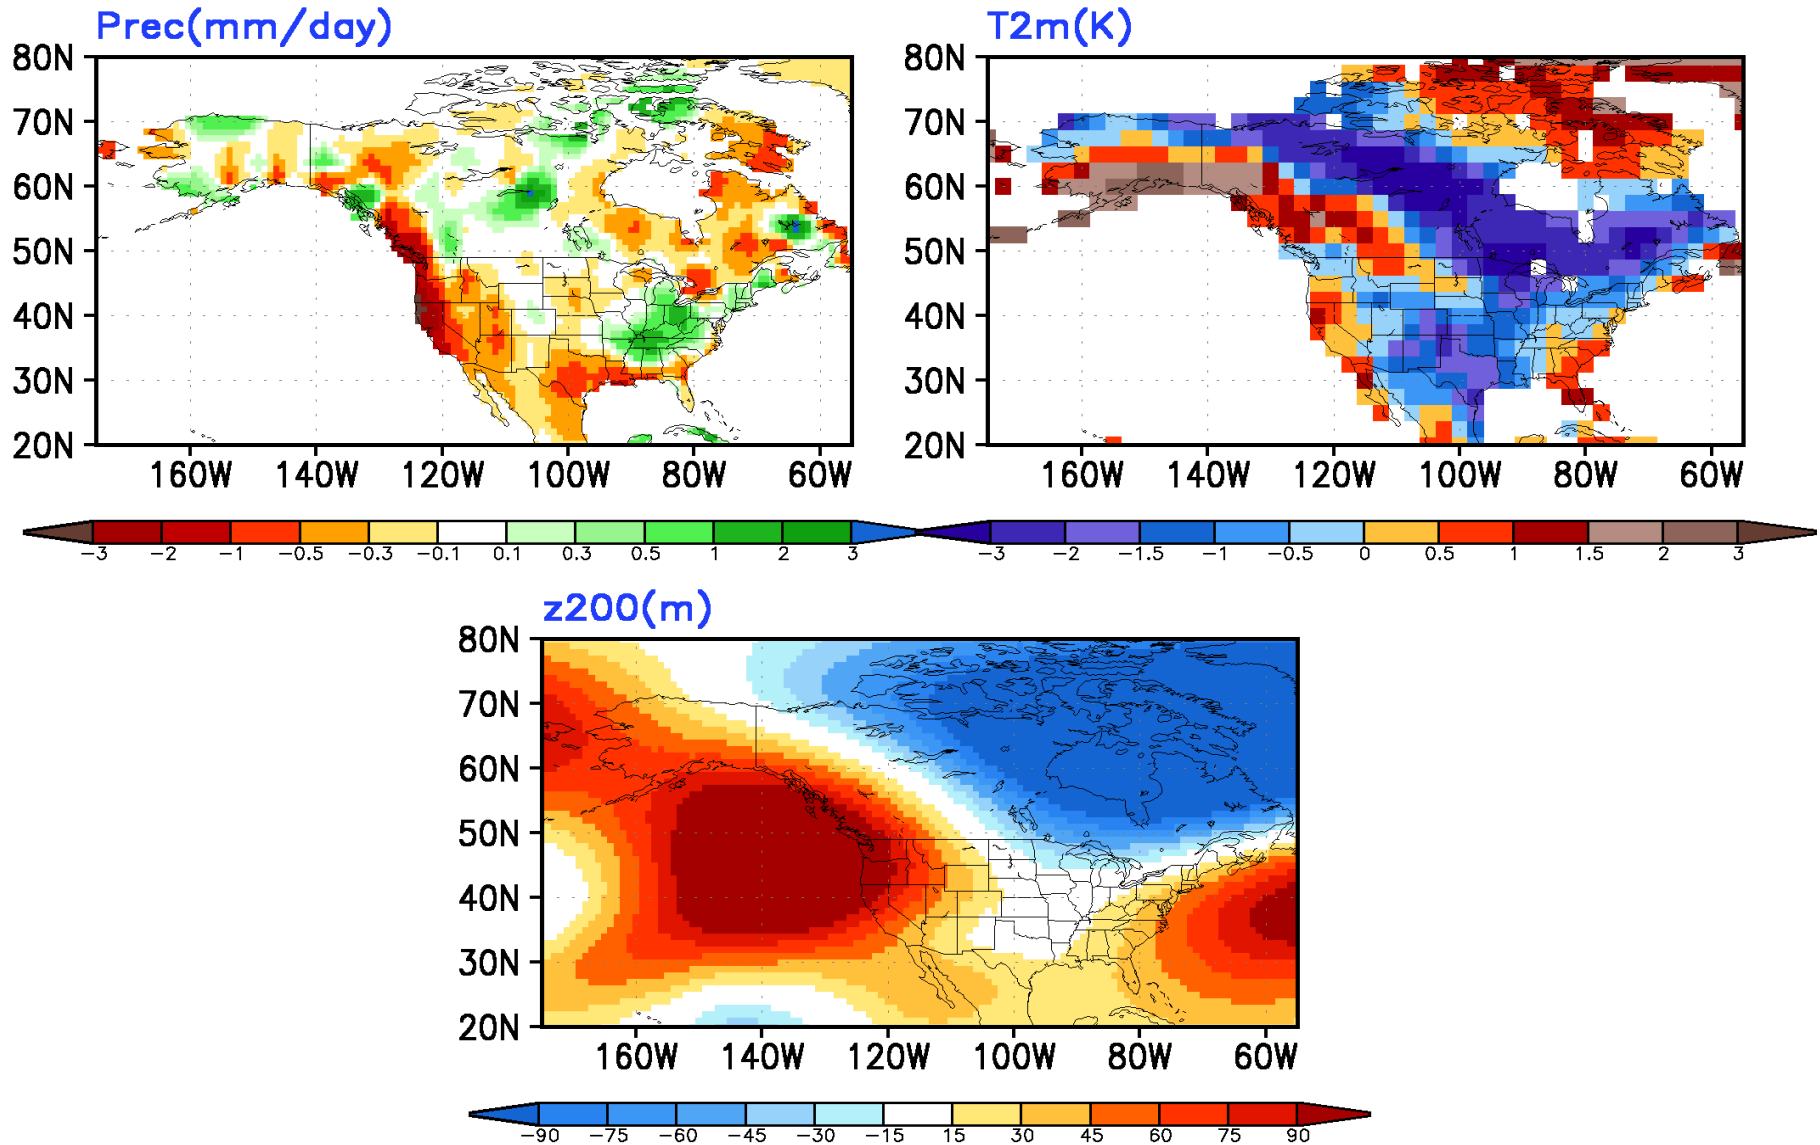 Prec(mm/day)
T2m(K)
80N
70N
60N
50N
40N
30N
20N
160W 140W 120W 100W 80W 60W
80N
70N
60N
50N
40N
30N
20N
160W 140W 120W 100W 80W 60W
−3 −2 −1 −0.5 −0.3 −0.1 0.1 0.3 0.5 1 2 3
−3 −2 −1.5 −1 −0.5 0 0.5 1 1.5 2 3
z200(m)
80N
70N
60N
50N
40N
30N
20N
160W 140W 120W 100W 80W 60W
−90 −75 −60 −45 −30 −15 15 30 45 60 75 90